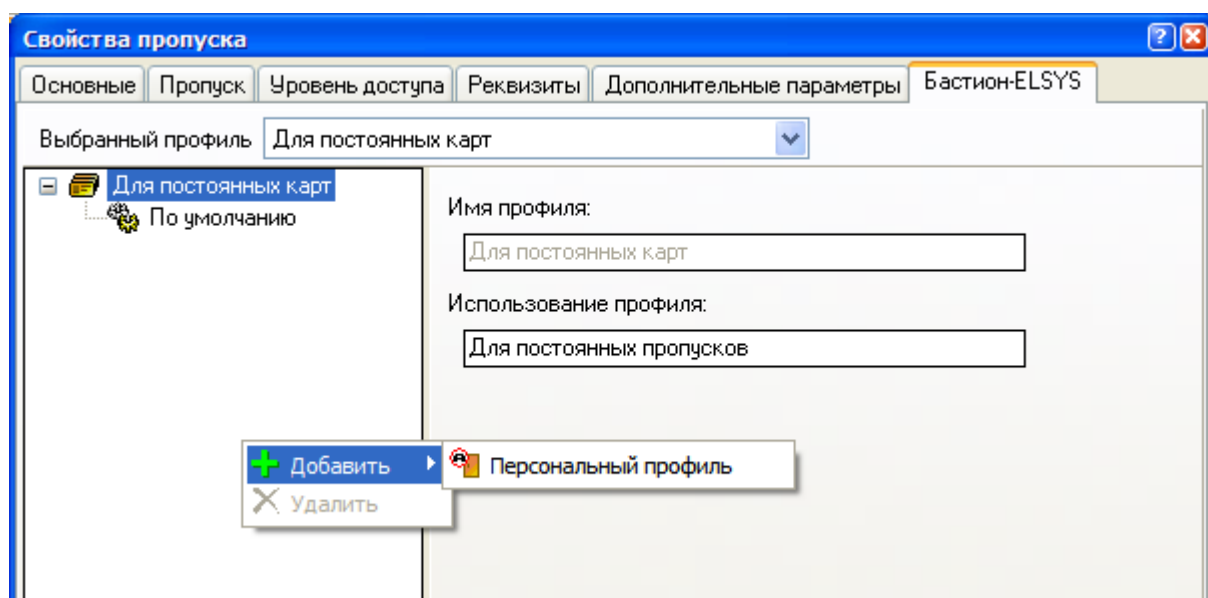 Свойства пропуска
Основные Пропуск Уровень доступа Реквизиты Дополнительные параметры Бастион-ELSYS
Выбранный профиль Для постоянных карт
Для постоянных карт
По умолчанию
Имя профиля:
Для постоянных карт
Использование профиля:
Для постоянных пропусков
Добавить Персональный профиль
Удалить